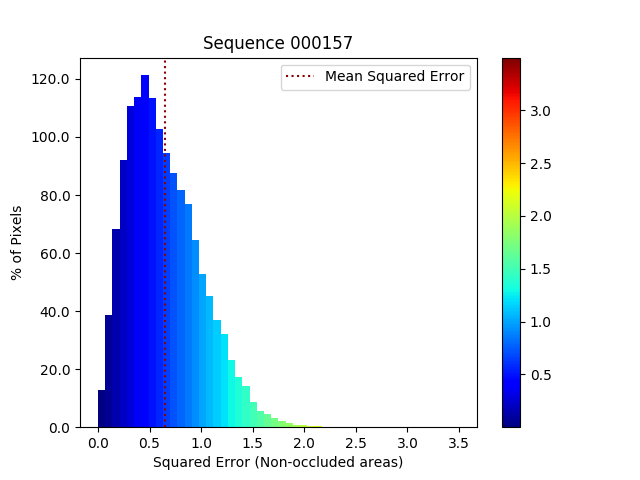 Sequence 000157
Mean Squared Error
120.0
100.0
80.0
60.0
40.0
20.0
0.0
% of Pixels
0.0 0.5 1.0 1.5 2.0 2.5 3.0 3.5
Squared Error (Non-occluded areas)
3.0
2.5
2.0
1.5
1.0
0.5